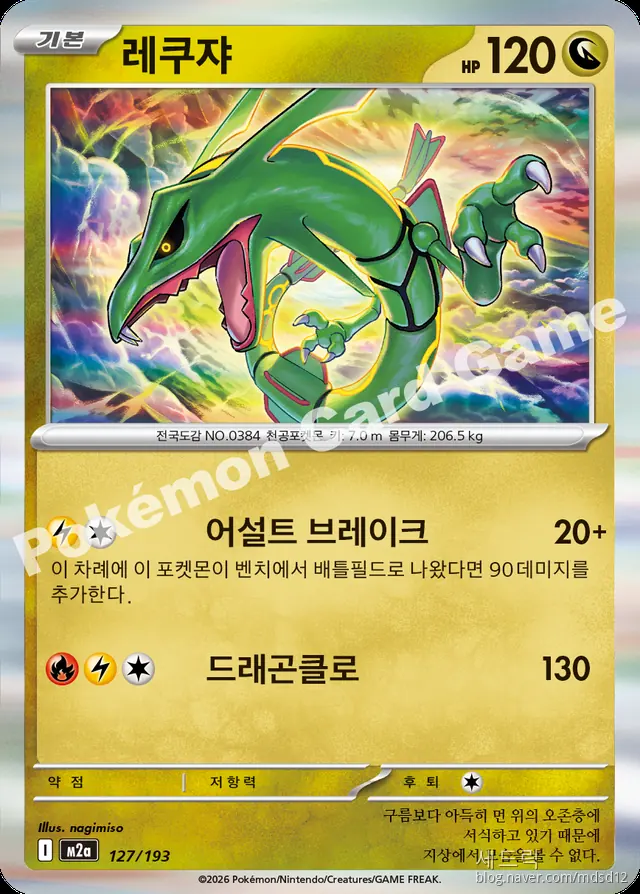 기본 레쿠쟈 HP 120
전국도감 NO.0384 천공포켓몬 키: 7.0 m 몸무게: 206.5 kg
Pokémon Card Game
어설트 브레이크 20+
이 차례에 이 포켓몬이 벤치에서 배틀필드로 나왔다면 90데미지를
추가한다.
드래곤클로 130
약점 저항력 후퇴
구름보다 아득히 먼 위의 오존층에
서식하고 있기 때문에
지상에서 모습을 볼 수 없다.
Illus. nagimiso
I M2a 127/193
©2026 Pokémon/Nintendo/Creatures/GAME FREAK.
blog.naver.com/mdsd12